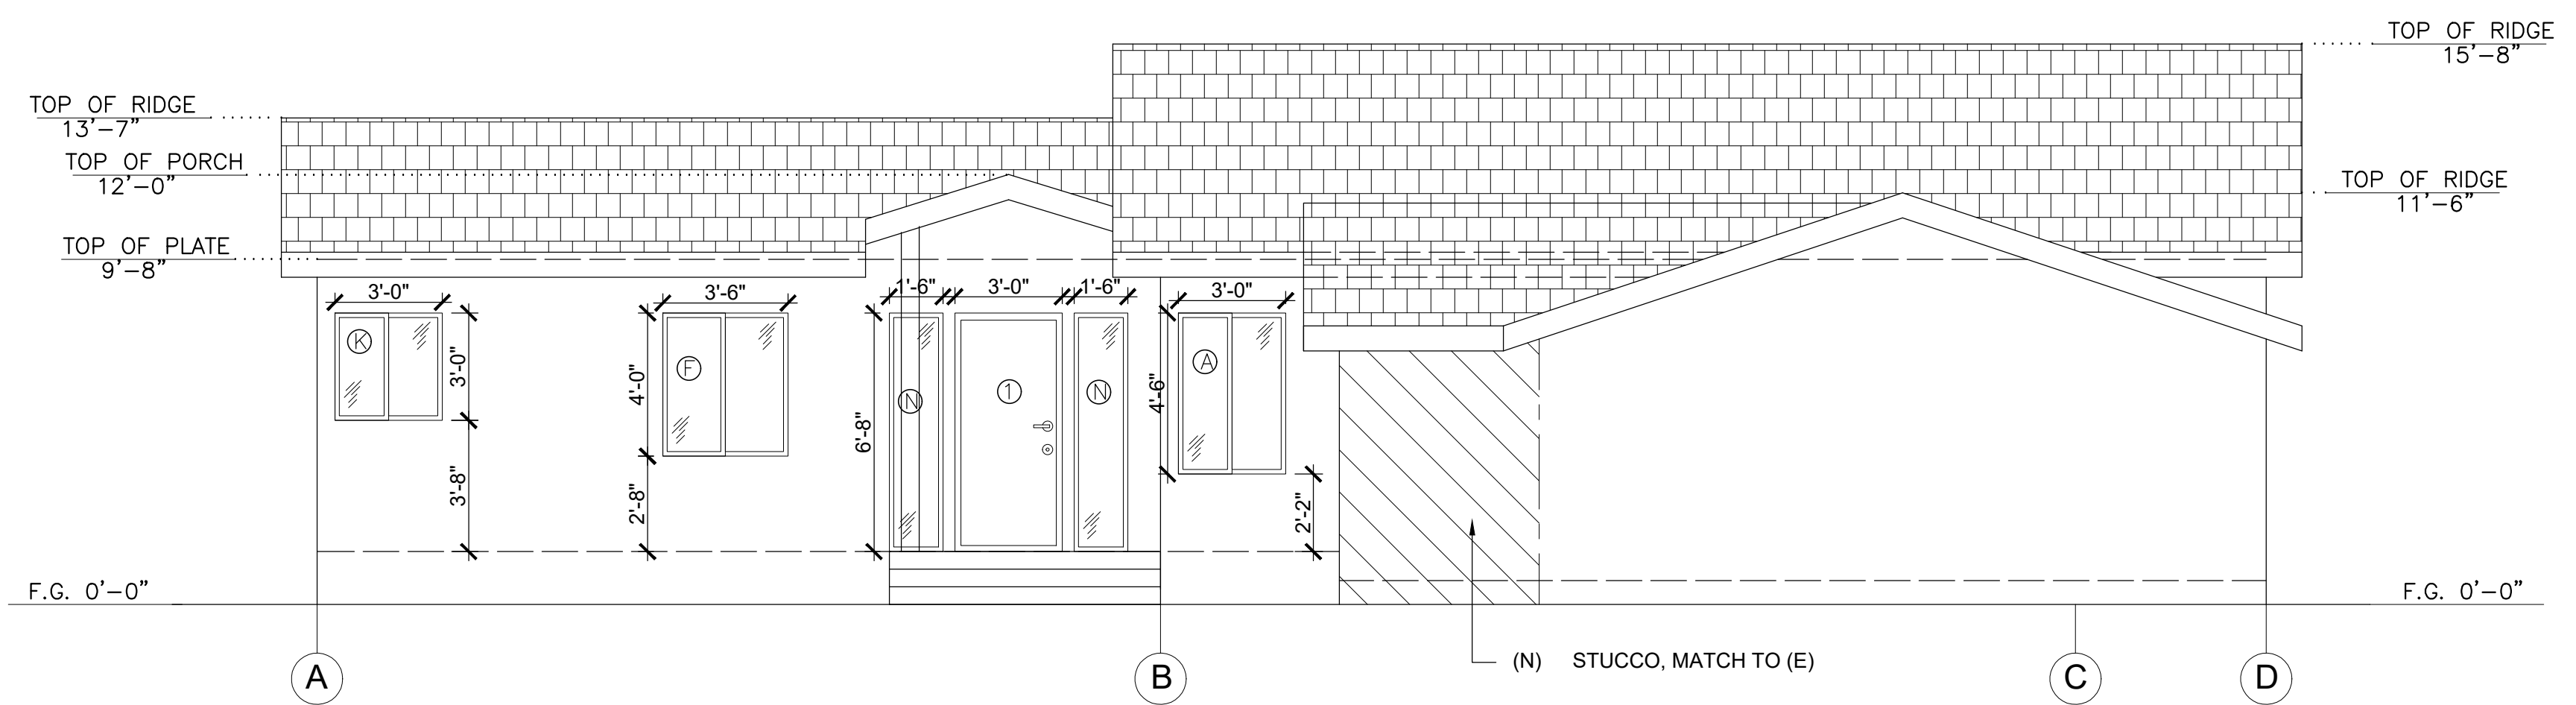 TOP OF RIDGE
15'-8"
TOP OF RIDGE
13'-7"
TOP OF PORCH
12'-0"
TOP OF RIDGE
11'-6"
TOP OF PLATE
9'-8"
3'-0"
3'-6"
1'-6"
3'-0"
1'-6"
3'-0"
K
3'-0"
3'-8"
F
4'-0"
2'-8"
6'-8"
N
1
N
A
4'-6"
2'-2"
F.G. 0'-0"
F.G. 0'-0"
(N) STUCCO, MATCH TO (E)
A
B
C
D